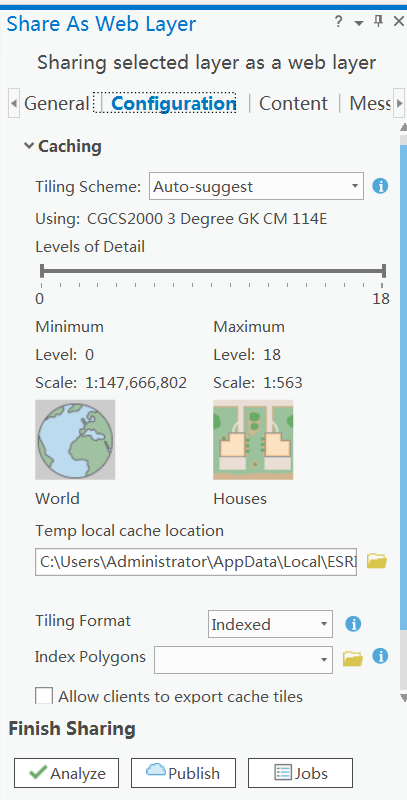 Share As Web Layer
Sharing selected layer as a web layer
General Configuration Content Mess
Caching
Tiling Scheme: Auto-suggest
Using: CGCS2000 3 Degree GK CM 114E
Levels of Detail
0 18
Minimum Maximum
Level: 0 Level: 18
Scale: 1:147,666,802 Scale: 1:563
World Houses
Temp local cache location
C:\Users\Administrator\AppData\Local\ESRI
Tiling Format Indexed
Index Polygons
Allow clients to export cache tiles
Finish Sharing
Analyze Publish Jobs